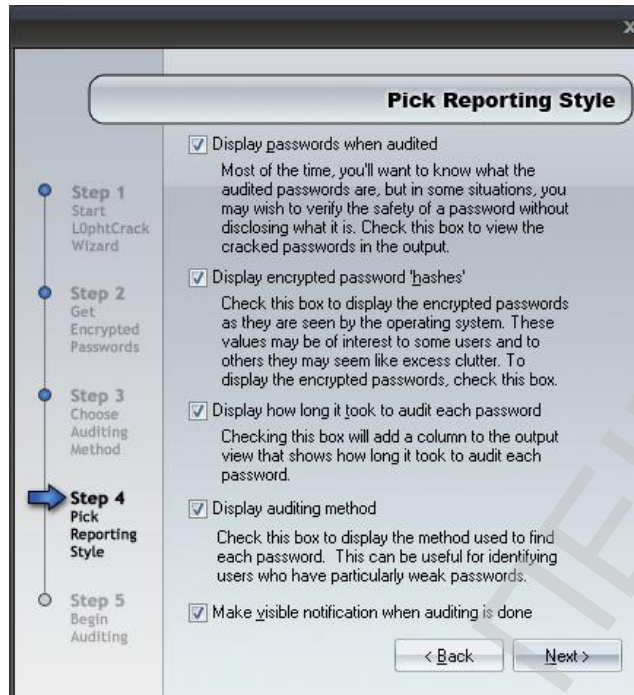 x
Pick Reporting Style
Step 1
Start
L0phtCrack
Wizard
Step 2
Get
Encrypted
Passwords
Step 3
Choose
Auditing
Method
Step 4
Pick
Reporting
Style
Step 5
Begin
Auditing
Display passwords when audited
Most of the time, you'll want to know what the
audited passwords are, but in some situations, you
may wish to verify the safety of a password without
disclosing what it is. Check this box to view the
cracked passwords in the output.
Display encrypted password 'hashes'
Check this box to display the encrypted passwords
as they are seen by the operating system. These
values may be of interest to some users and to
others they may seem like excess clutter. To
display the encrypted passwords, check this box.
Display how long it took to audit each password
Checking this box will add a column to the output
view that shows how long it took to audit each
password.
Display auditing method
Check this box to display the method used to find
each password. This can be useful for identifying
users who have particularly weak passwords.
Make visible notification when auditing is done
< Back
Next >